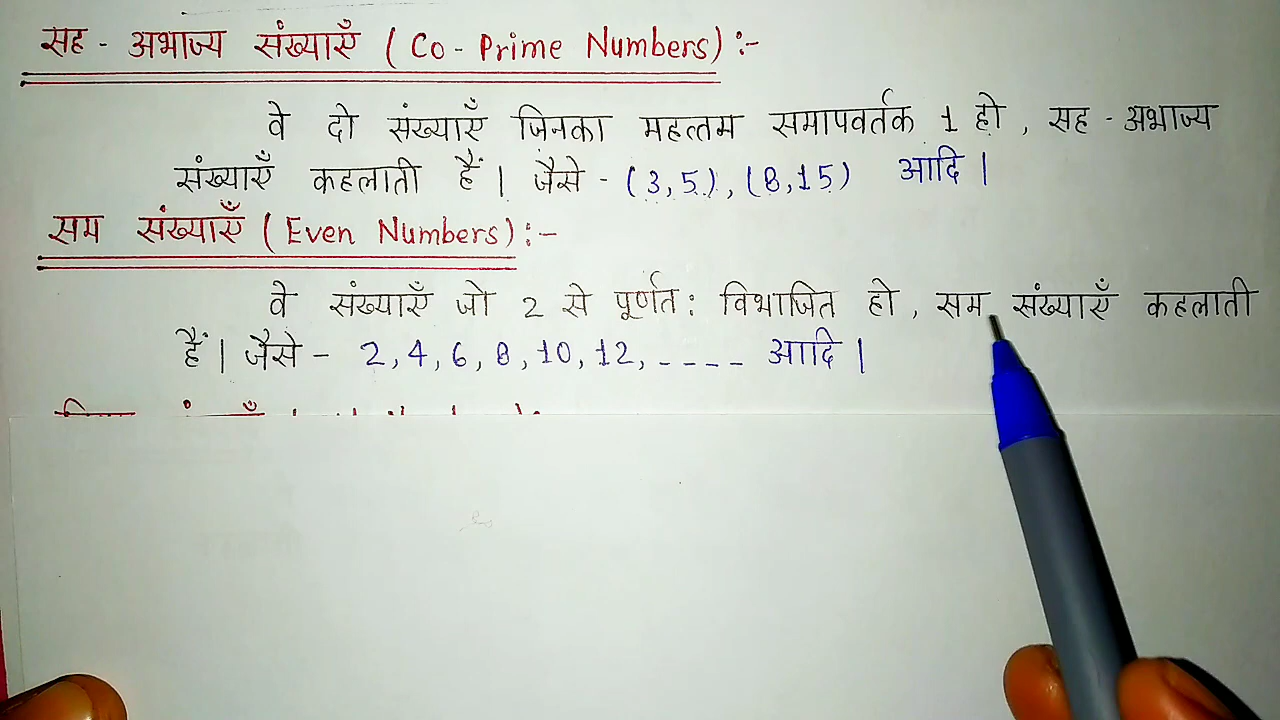 सह - अभाज्य संख्याएँ ( Co - Prime Numbers) :-
वे दो संख्याएँ जिनका महत्तम समापवर्तक 1 हो , सह - अभाज्य
संख्याएँ कहलाती हैं | जैसे - (3,5) , (8,15) आदि |
सम संख्याएँ ( Even Numbers) :-
वे संख्याएँ जो 2 से पूर्णत: विभाजित हो , सम संख्याएँ कहलाती
हैं | जैसे - 2, 4, 6, 8, 10, 12, - - - - आदि |